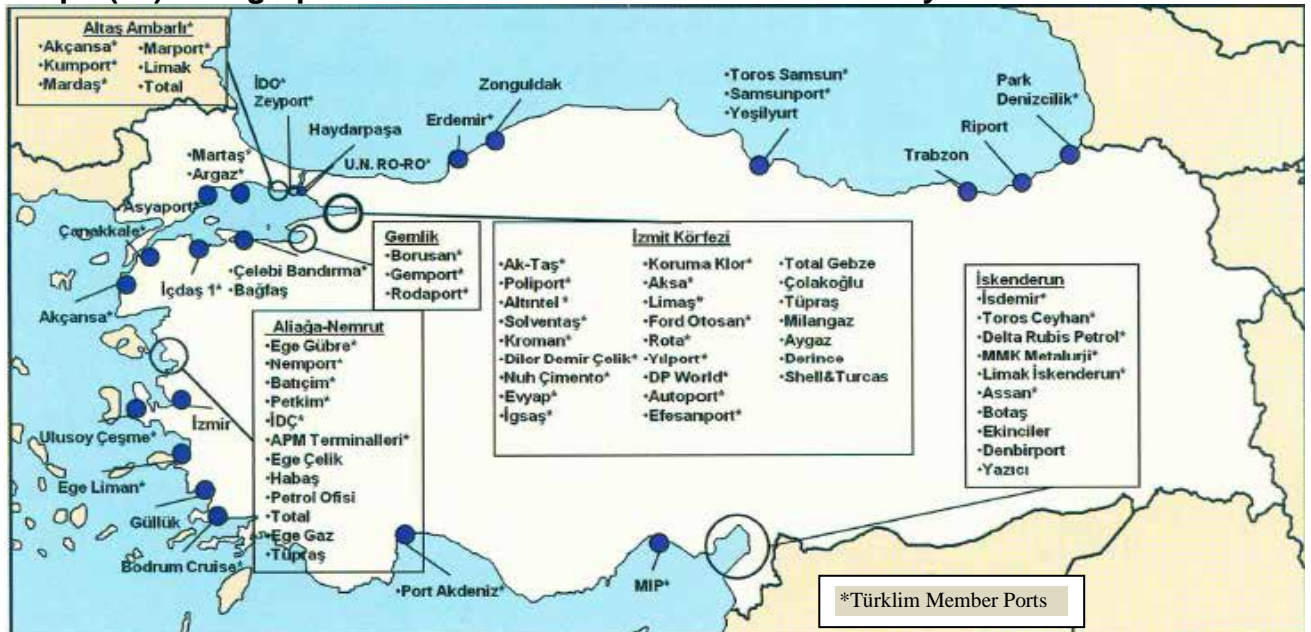 Altaş Ambarlı*
•Akçansa* •Marport*
•Kumport* •Limak
•Mardaş* •Total
İDO*
Zeyport*
Haydarpaşa
U.N. RO-RO*
Erdemir*
Zonguldak
•Toros Samsun*
•Samsunport*
•Yeşilyurt
Park
Denizcilik*
Riport
Trabzon
•Martaş*
•Argaz*
Asyaport*
Çanakkale*
Akçansa*
İçdaş 1*
•Çelebi Bandırma*
•Bağfaş
Gemlik
•Borusan*
•Gemport*
•Rodaport*
İzmit Körfezi
•Ak-Taş* •Koruma Klor* •Total Gebze
•Poliport* •Aksa* •Çolakoğlu
•Altıntel* •Limaş* •Tüpraş
•Solventaş* •Ford Otosan* •Milangaz
•Kroman* •Rota* •Aygaz
•Diler Demir Çelik* •Yılport* •Derince
•Nuh Çimento* •DP World* •Shell&Turcas
•Evyap* •Autoport*
•İgsaş* •Efesanport*
İskenderun
•İsdemir*
•Toros Ceyhan*
•Delta Rubis Petrol*
•MMK Metalurji*
•Limak İskenderun*
•Assan*
•Botaş
•Ekinciler
•Denbirport
•Yazıcı
Aliağa-Nemrut
•Ege Gübre*
•Nemport*
•Batıçim*
•Petkim*
•İDÇ*
•APM Terminalleri*
•Ege Çelik
•Habaş
•Petrol Ofisi
•Total
•Ege Gaz
•Tüpraş
İzmir
Ulusoy Çeşme*
Ege Liman*
Güllük
Bodrum Cruise*
•Port Akdeniz*
MIP*
*Türklim Member Ports